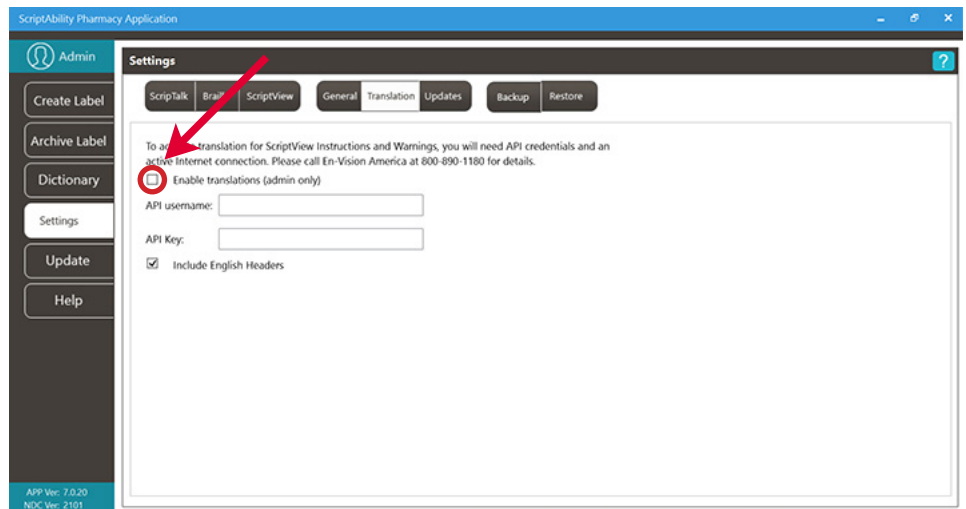 ScriptAbility Pharmacy Application
Admin
Settings
?
ScripTalk Brail ScriptView General Translation Updates Backup Restore
Create Label
Archive Label
Dictionary
Settings
Update
Help
To translation for ScriptView Instructions and Warnings, you will need API credentials and an
active Internet connection. Please call En-Vision America at 800-890-1180 for details.
Enable translations (admin only)
API username:
API Key:
Include English Headers
APP Ver: 7.0.20
NDC Ver: 2101